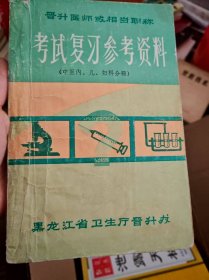 晋升医师或相当职称
考试复习参考资料
(中医内、儿、妇科分册)
黑龙江省卫生厅晋升办